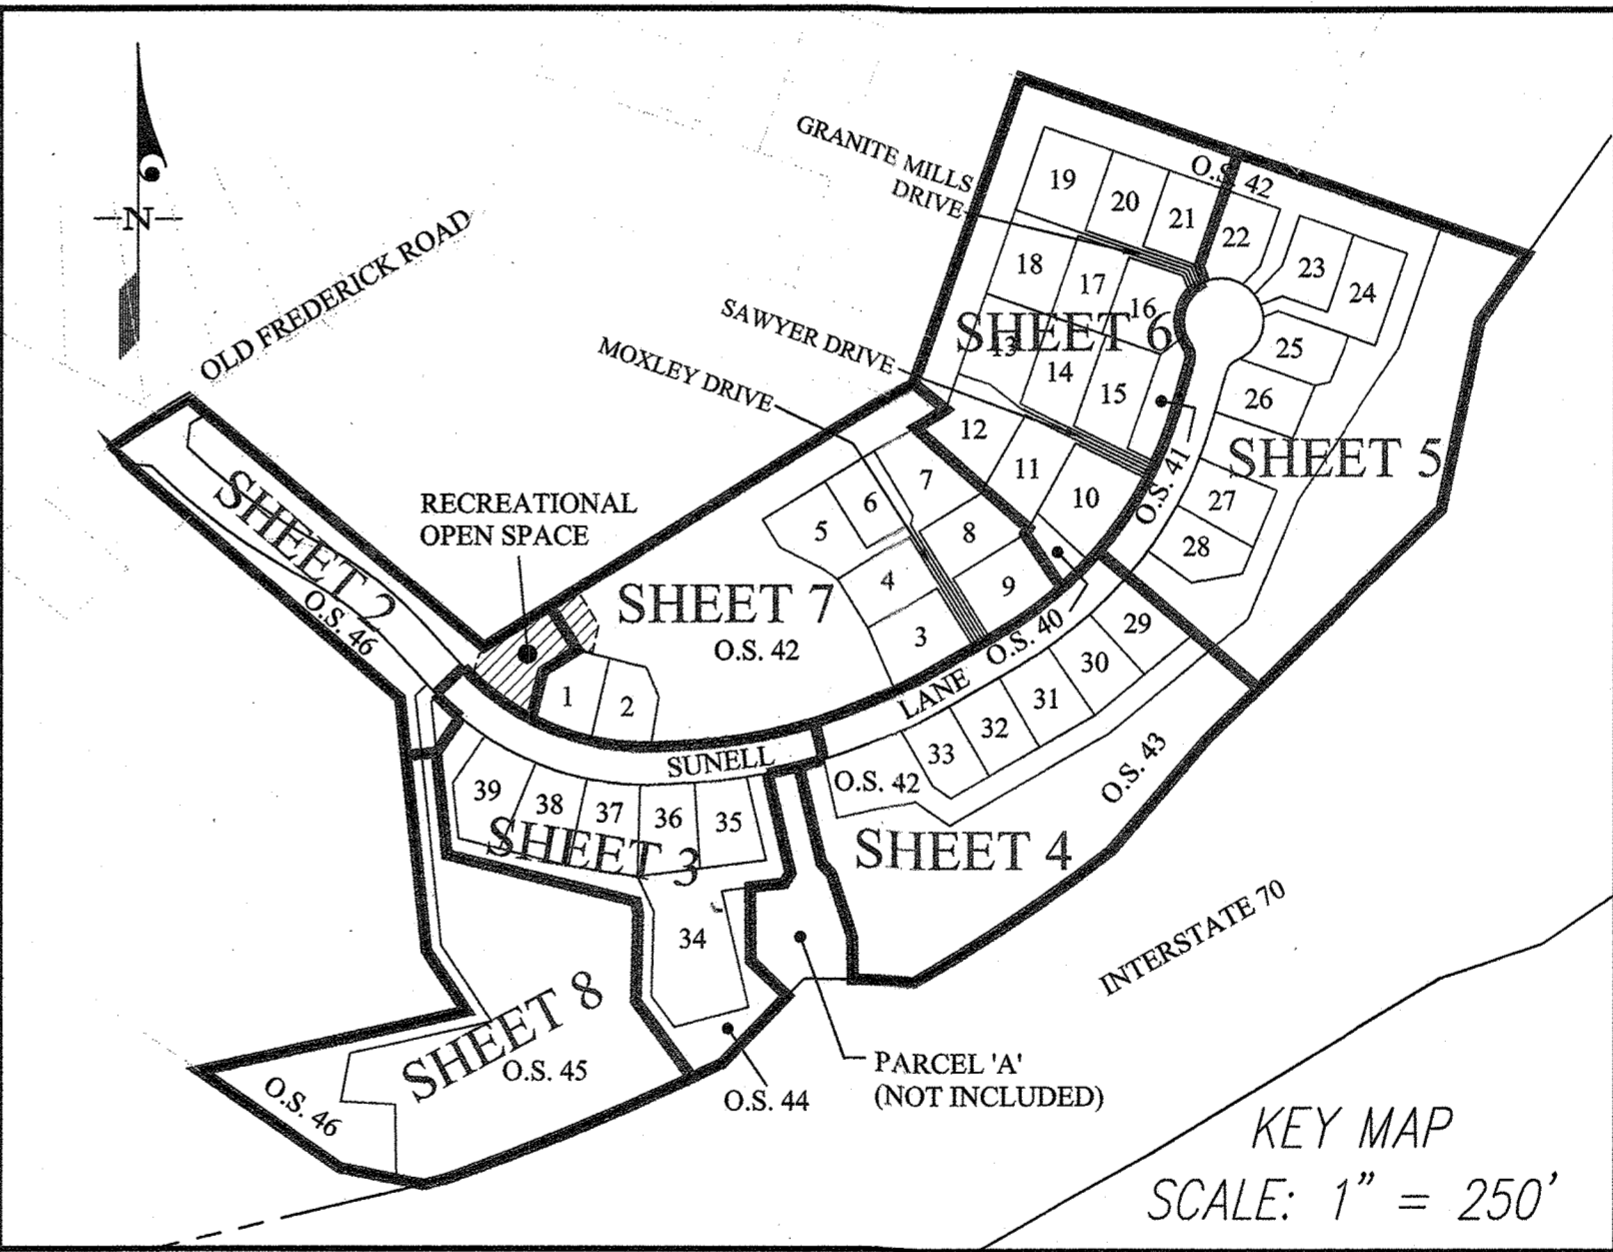 GRANITE MILLS
DRIVE
O.S. 42
19
20
21
22
23
24
N
18
17
16
OLD FREDERICK ROAD
SAWYER DRIVE
MOXLEY DRIVE
SHEET 6
13
14
15
25
26
12
11
10
O.S. 41
SHEET 5
27
28
SHEET 2
O.S. 46
RECREATIONAL
OPEN SPACE
7
6
5
8
4
9
3
SHEET 7
O.S. 42
O.S. 40
29
30
31
32
33
1
2
SUNELL
LANE
39
38
37
36
35
SHEET 3
O.S. 42
O.S. 43
SHEET 4
34
INTERSTATE 70
SHEET 8
O.S. 45
O.S. 46
O.S. 44
PARCEL 'A'
(NOT INCLUDED)
KEY MAP
SCALE: 1" = 250'